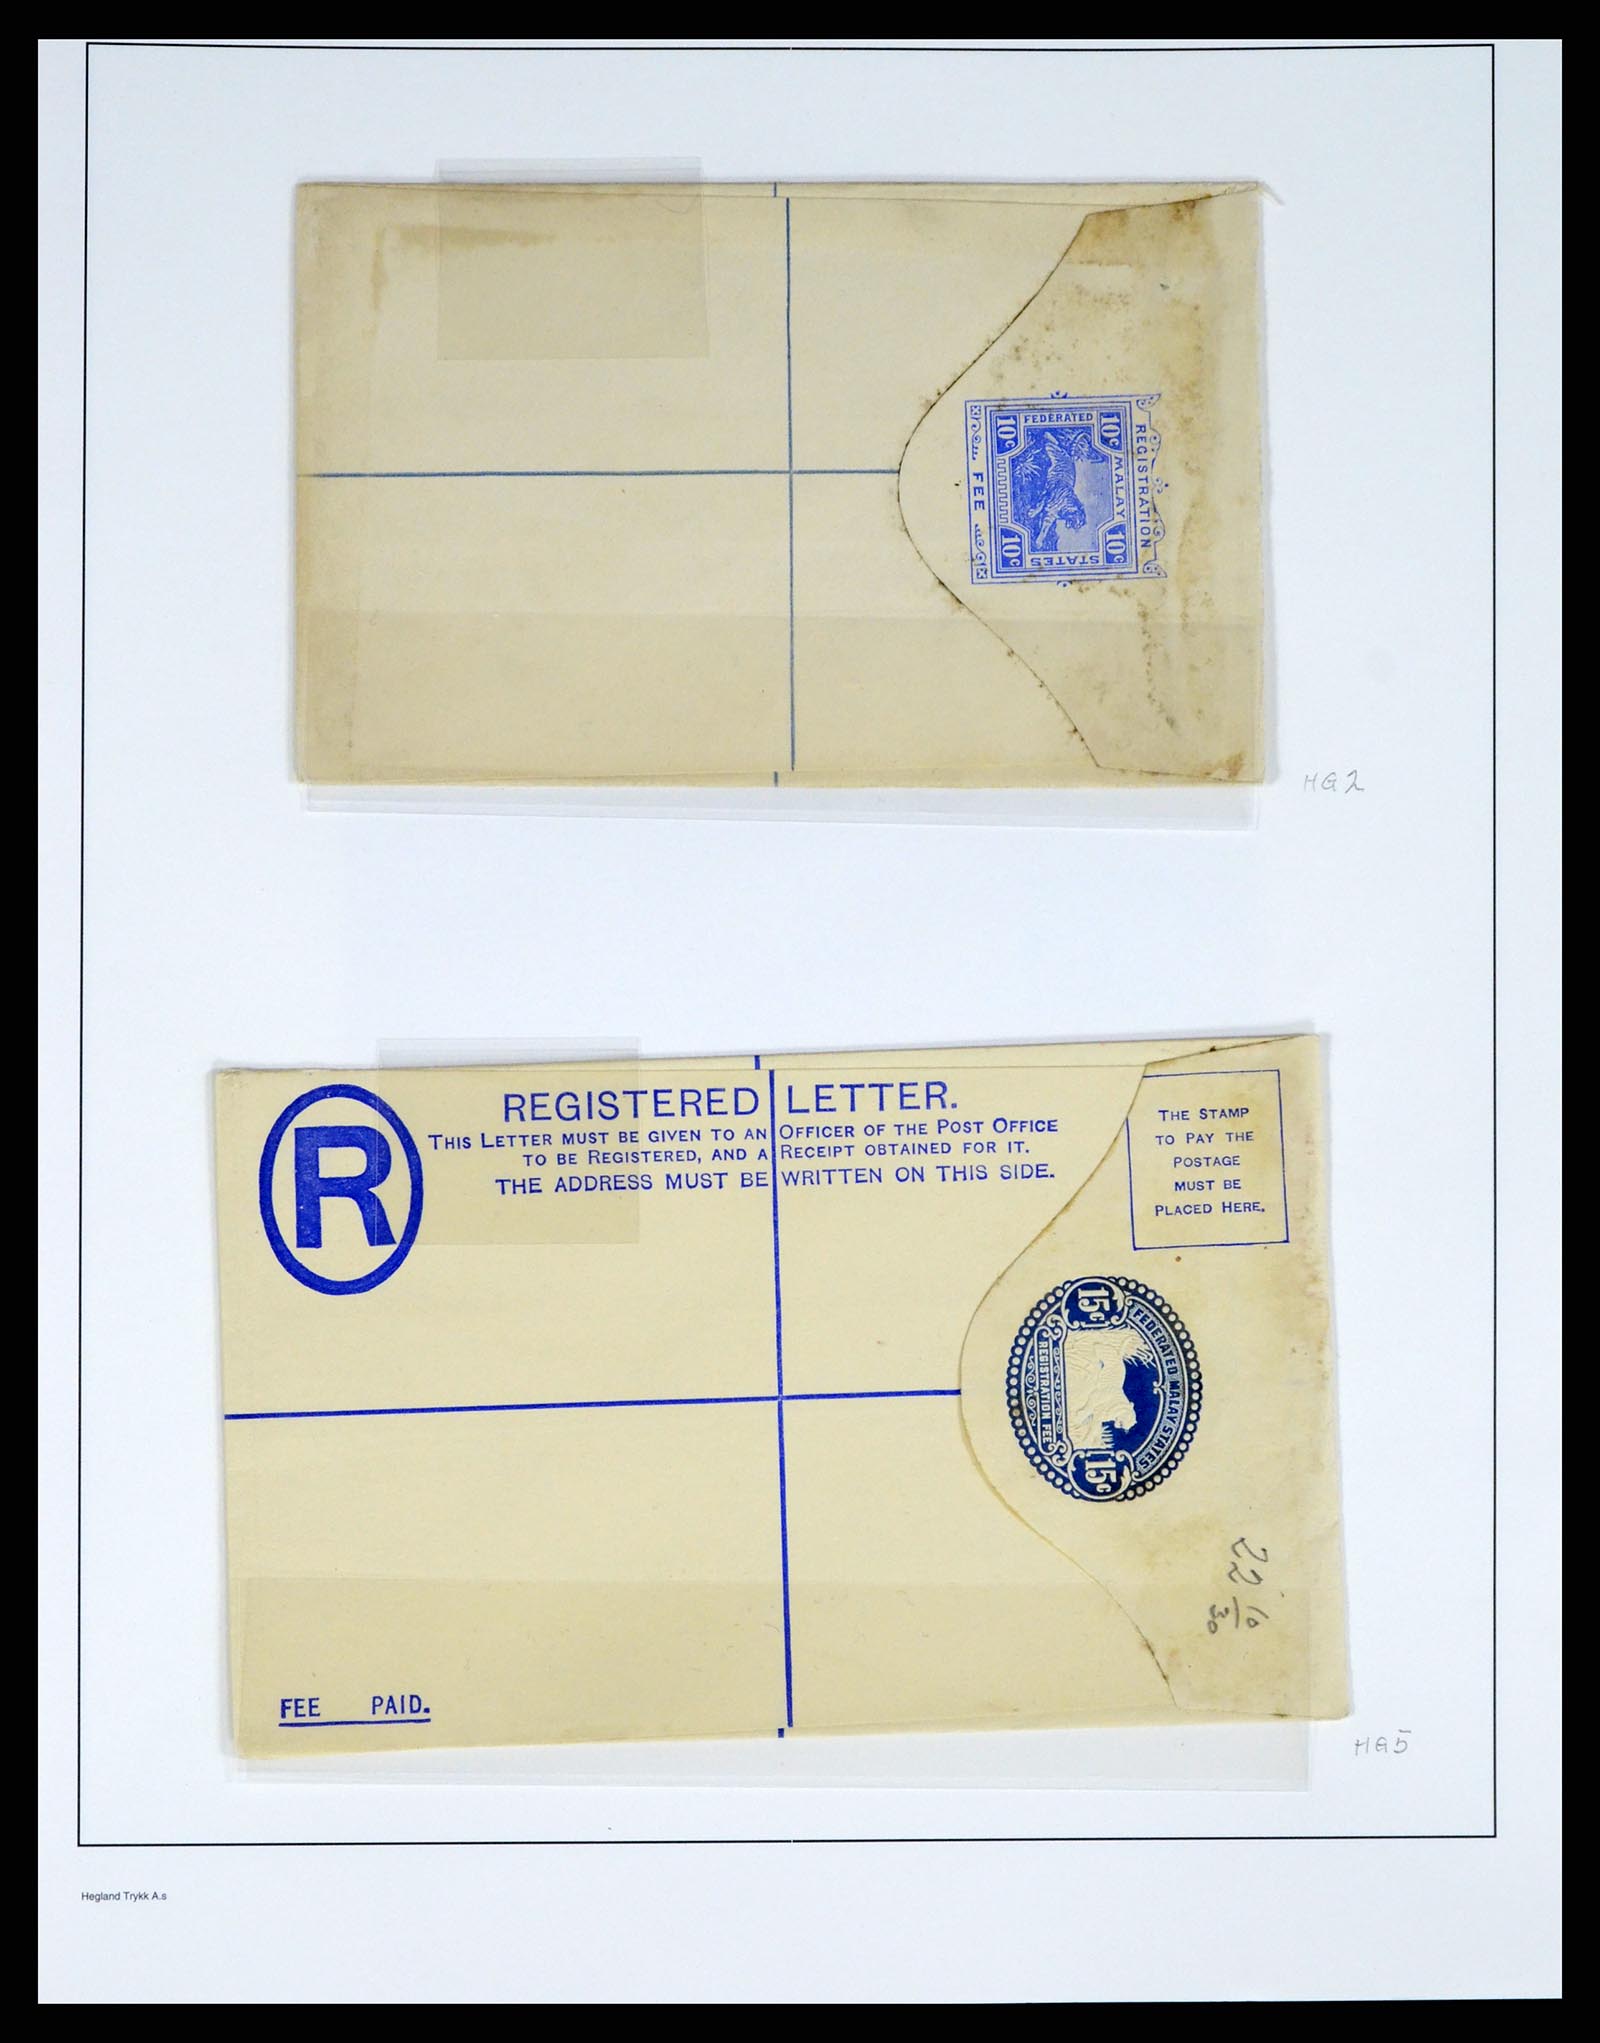 REGISTRATION
FEDERATED
MALAY
STATES
10c 10c
10c 10c
FEE
HG2
R
REGISTERED LETTER.
THIS LETTER MUST BE GIVEN TO AN OFFICER OF THE POST OFFICE
TO BE REGISTERED, AND A RECEIPT OBTAINED FOR IT.
THE ADDRESS MUST BE WRITTEN ON THIS SIDE.
THE STAMP
TO PAY THE
POSTAGE
MUST BE
PLACED HERE.
FEDERATED MALAY STATES
15c 15c
REGISTRATION FEE
22 10/30
FEE PAID.
HG5
Hegland Trykk A.s